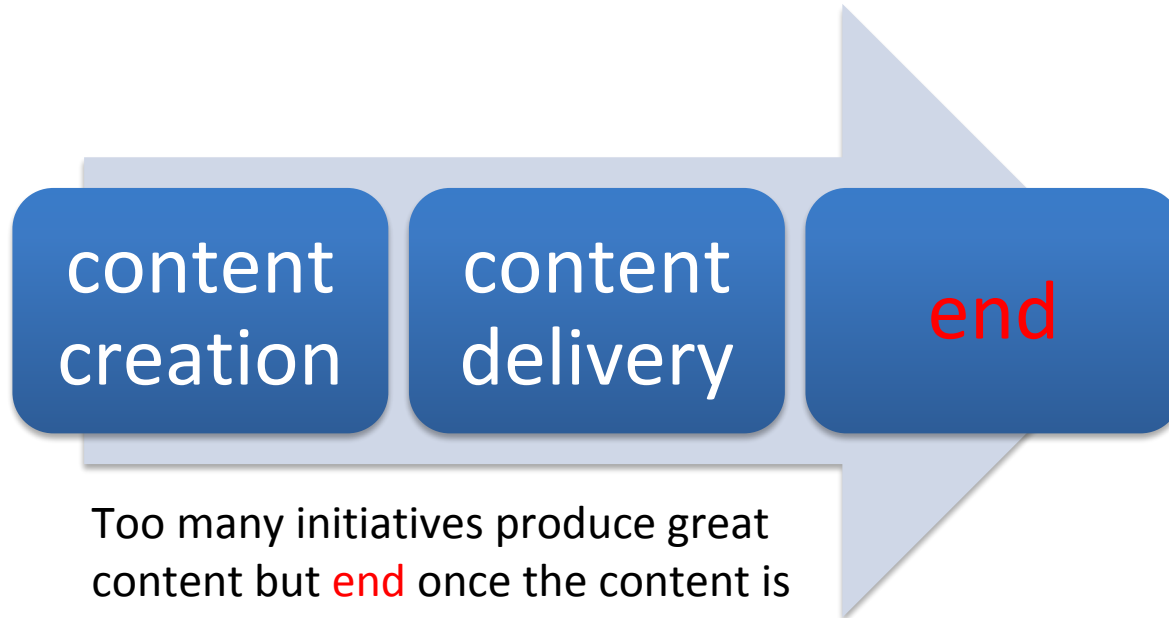 content
creation
content
delivery
end
Too many initiatives produce great
content but end once the content is